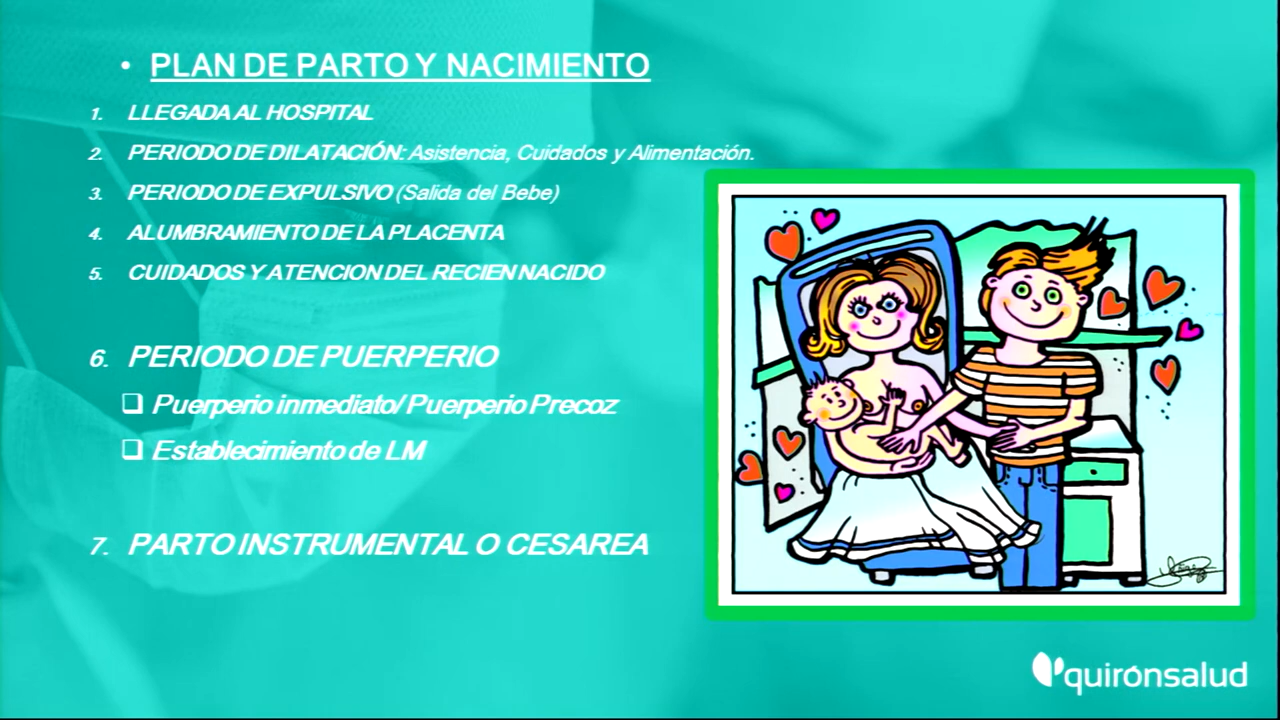 • PLAN DE PARTO Y NACIMIENTO
1. LLEGADA AL HOSPITAL
2. PERIODO DE DILATACIÓN: Asistencia, Cuidados y Alimentación.
3. PERIODO DE EXPULSIVO (Salida del Bebe)
4. ALUMBRAMIENTO DE LA PLACENTA
5. CUIDADOS Y ATENCION DEL RECIEN NACIDO
6. PERIODO DE PUERPERIO
❑ Puerperio inmediato/ Puerperio Precoz
❑ Establecimiento de LM
7. PARTO INSTRUMENTAL O CESAREA
quirónsalud